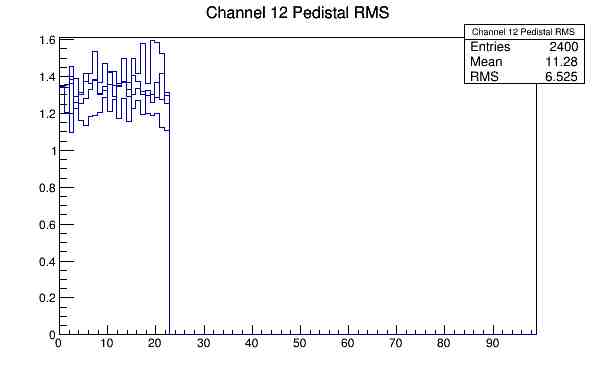 Channel 12 Pedistal RMS
Channel 12 Pedistal RMS
Entries 2400
Mean 11.28
RMS 6.525
1.6
1.4
1.2
1
0.8
0.6
0.4
0.2
0
0 10 20 30 40 50 60 70 80 90